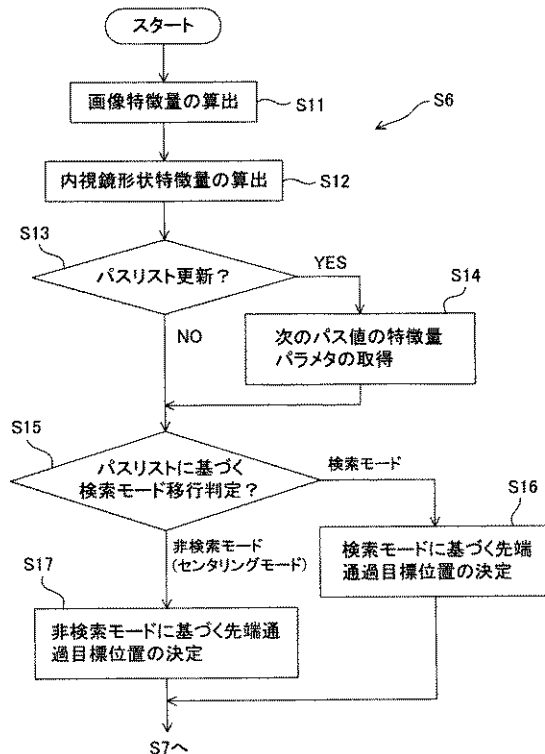 スタート
画像特徴量の算出
S11
S6
内視鏡形状特徴量の算出
S12
S13
パスリスト更新？
YES
S14
NO
次のパス値の特徴量
パラメタの取得
S15
パスリストに基づく
検索モード移行判定？
検索モード
S16
非検索モード
(センタリングモード)
検索モードに基づく先端
通過目標位置の決定
S17
非検索モードに基づく先端通
過目標位置の決定
S7へ